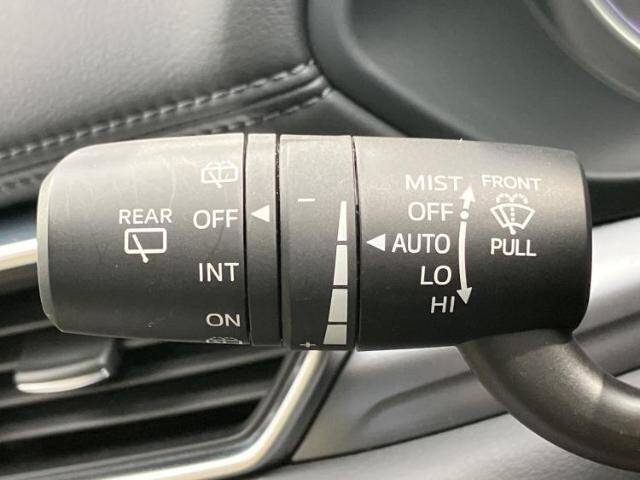 REAR
OFF
INT
ON
−
+
MIST
OFF
AUTO
LO
HI
FRONT
PULL